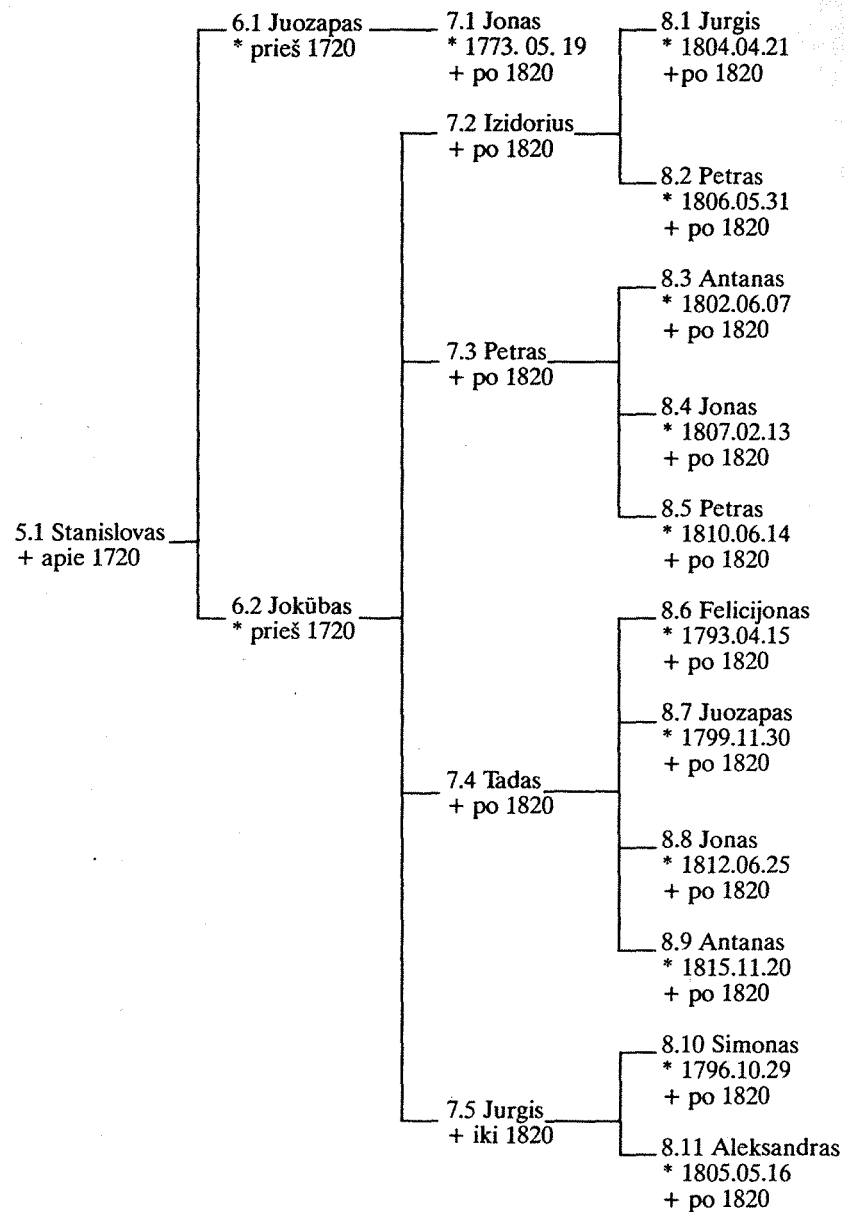 5.1 Stanislovas
+ apie 1720
6.1 Juozapas
* prieš 1720
6.2 Jokūbas
* prieš 1720
7.1 Jonas
* 1773. 05. 19
+ po 1820
7.2 Izidorius
+ po 1820
7.3 Petras
+ po 1820
7.4 Tadas
+ po 1820
7.5 Jurgis
+ iki 1820
8.1 Jurgis
* 1804.04.21
+po 1820
8.2 Petras
* 1806.05.31
+ po 1820
8.3 Antanas
* 1802.06.07
+ po 1820
8.4 Jonas
* 1807.02.13
+ po 1820
8.5 Petras
* 1810.06.14
+ po 1820
8.6 Felicijonas
* 1793.04.15
+ po 1820
8.7 Juozapas
* 1799.11.30
+ po 1820
8.8 Jonas
* 1812.06.25
+ po 1820
8.9 Antanas
* 1815.11.20
+ po 1820
8.10 Simonas
* 1796.10.29
+ po 1820
8.11 Aleksandras
* 1805.05.16
+ po 1820